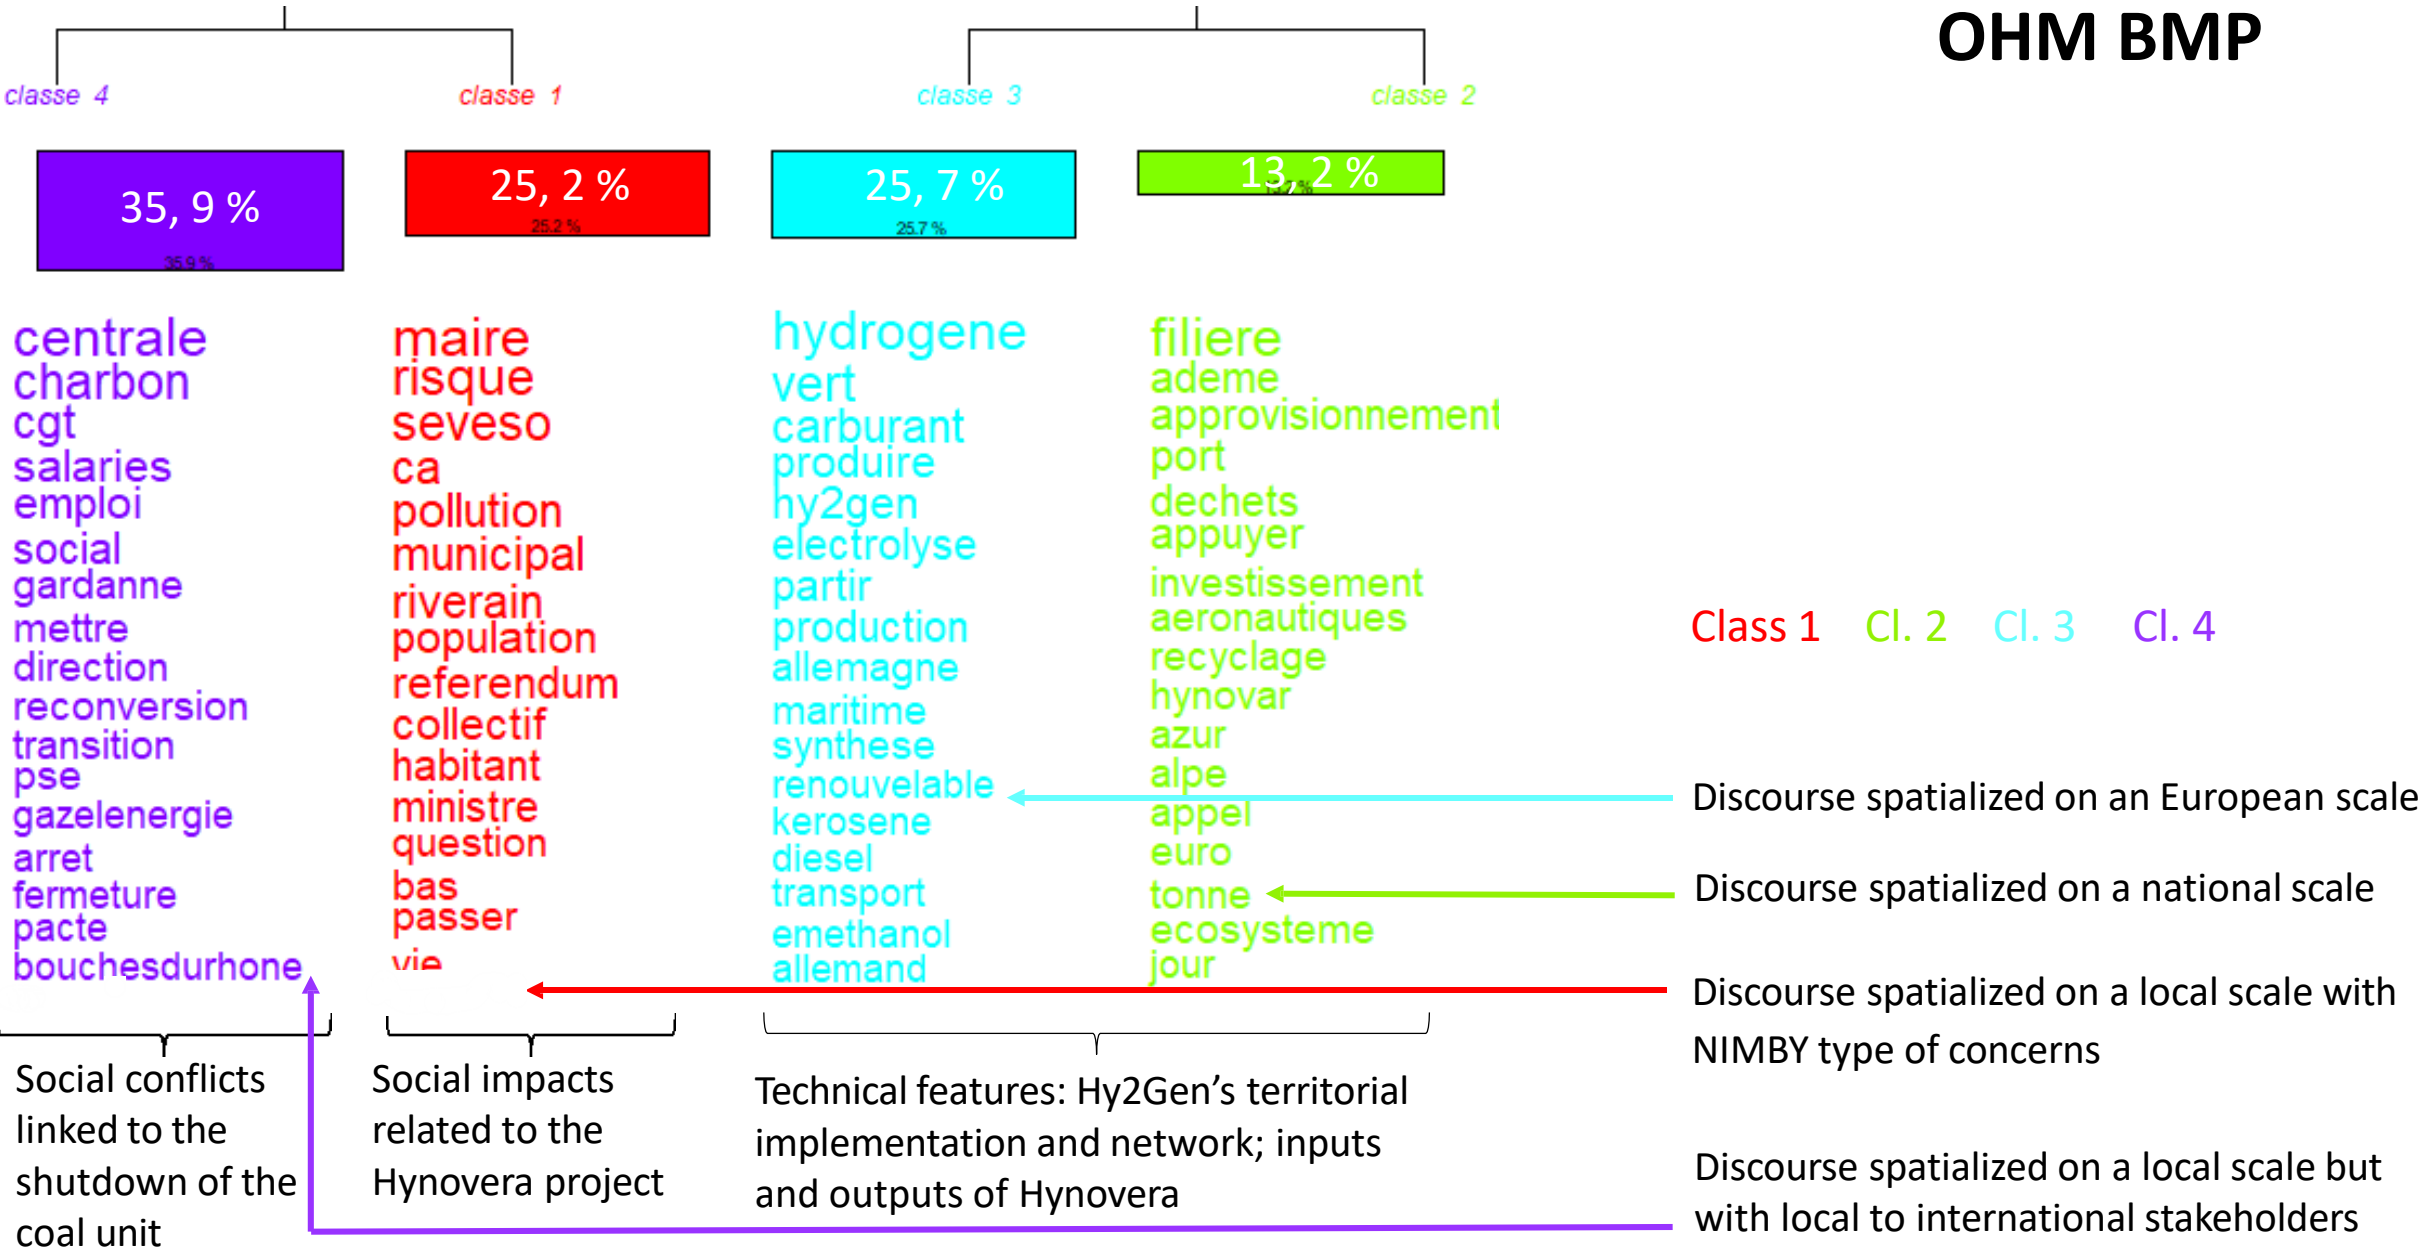 OHM BMP
classe 4
classe 1
classe 3
classe 2
35, 9 %
35.9 %
25, 2 %
25.2 %
25, 7 %
25.7 %
13, 2 %
13.2 %
centrale
charbon
cgt
salaries
emploi
social
gardanne
mettre
direction
reconversion
transition
pse
gazelenergie
arret
fermeture
pacte
bouchesdurhone
maire
risque
seveso
ca
pollution
municipal
riverain
population
referendum
collectif
habitant
ministre
question
bas
passer
vie
hydrogene
vert
carburant
produire
hy2gen
electrolyse
partir
production
allemagne
maritime
synthese
renouvelable
kerosene
diesel
transport
emethanol
allemand
filiere
ademe
approvisionnement
port
dechets
appuyer
investissement
aeronautiques
recyclage
hynovar
azur
alpe
appel
euro
tonne
ecosysteme
jour
Class 1 Cl. 2 Cl. 3 Cl. 4
Discourse spatialized on an European scale
Discourse spatialized on a national scale
Discourse spatialized on a local scale with
NIMBY type of concerns
Discourse spatialized on a local scale but
with local to international stakeholders
Social conflicts
linked to the
shutdown of the
coal unit
Social impacts
related to the
Hynovera project
Technical features: Hy2Gen's territorial
implementation and network; inputs
and outputs of Hynovera